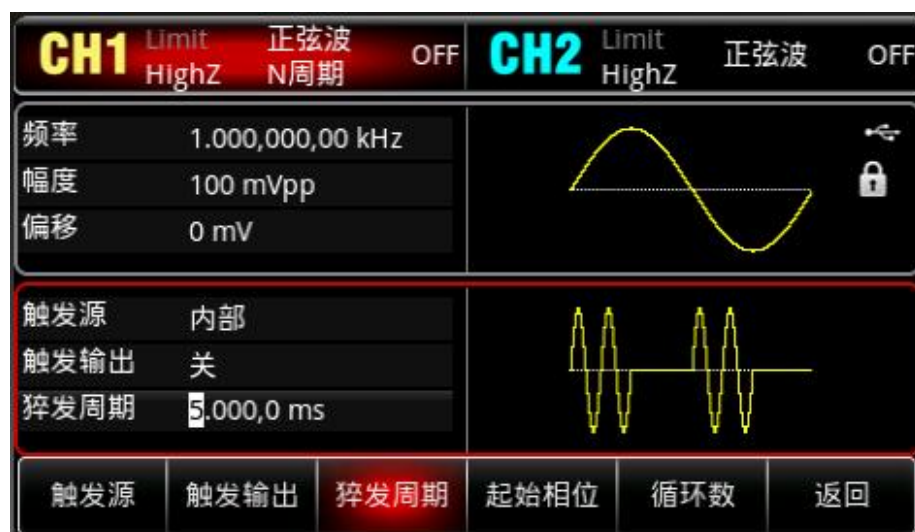 CH1 Limit 正弦波 OFF CH2 Limit 正弦波 OFF
HighZ N周期 HighZ
频率 1.000,000,00 kHz
幅度 100 mVpp
偏移 0 mV
触发源 内部
触发输出 关
猝发周期 5.000,0 ms
触发源 触发输出 猝发周期 起始相位 循环数 返回